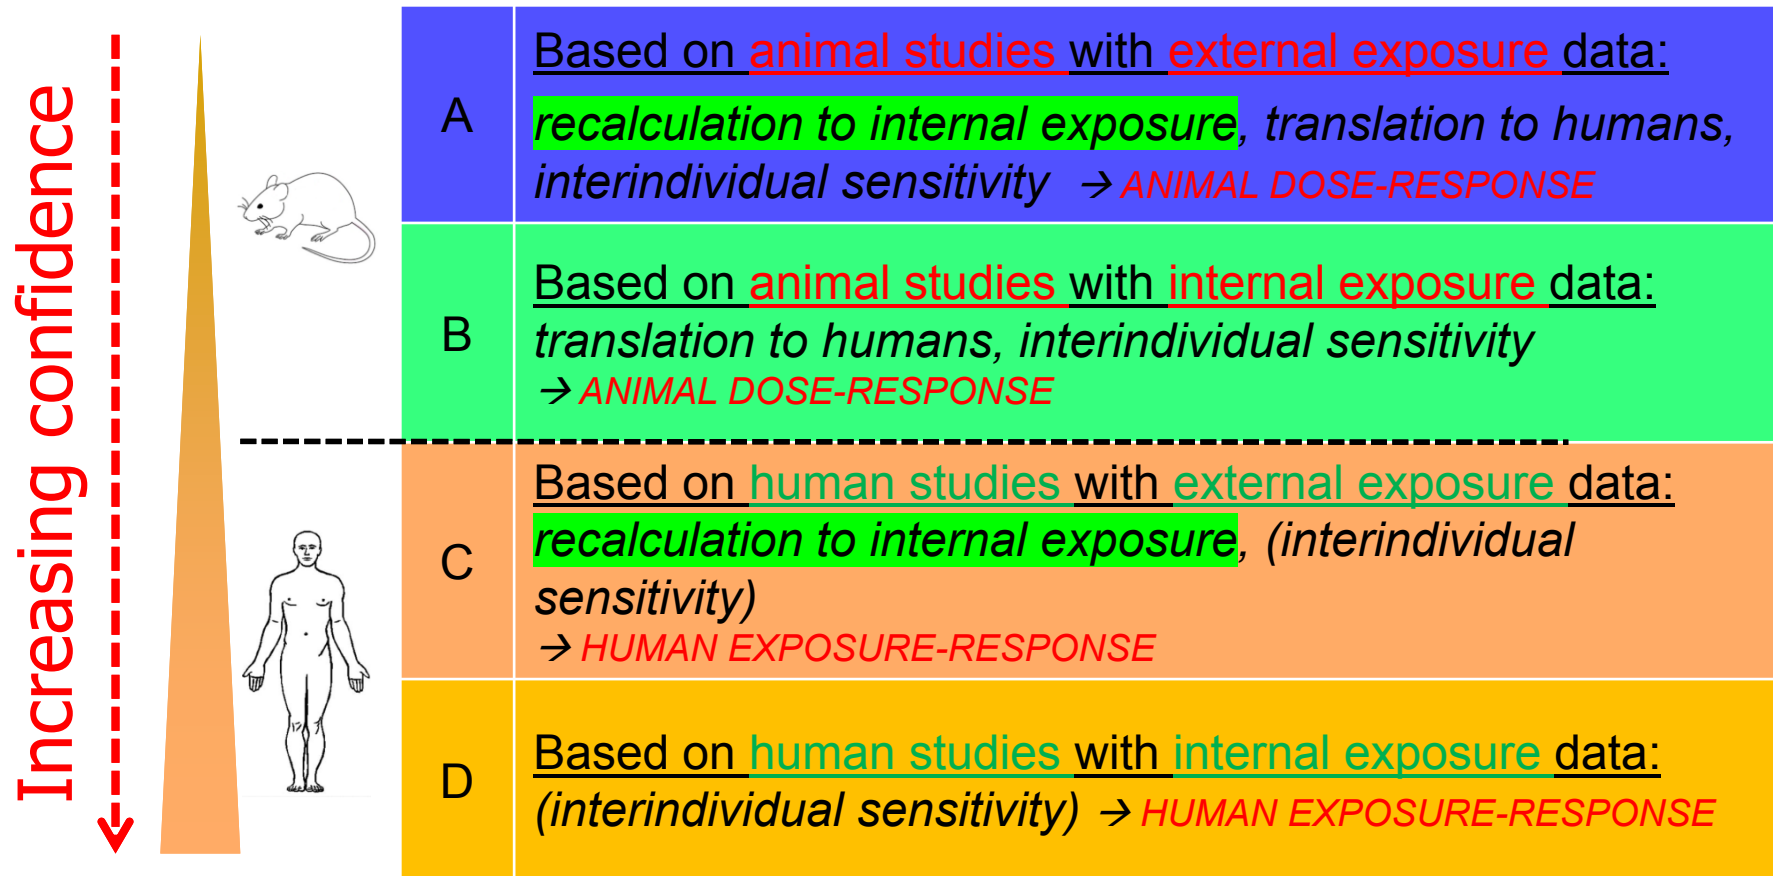 Increasing confidence
A
Based on animal studies with external exposure data:
recalculation to internal exposure, translation to humans,
interindividual sensitivity → ANIMAL DOSE-RESPONSE
B
Based on animal studies with internal exposure data:
translation to humans, interindividual sensitivity
→ ANIMAL DOSE-RESPONSE
C
Based on human studies with external exposure data:
recalculation to internal exposure, (interindividual
sensitivity)
→ HUMAN EXPOSURE-RESPONSE
D
Based on human studies with internal exposure data:
(interindividual sensitivity) → HUMAN EXPOSURE-RESPONSE